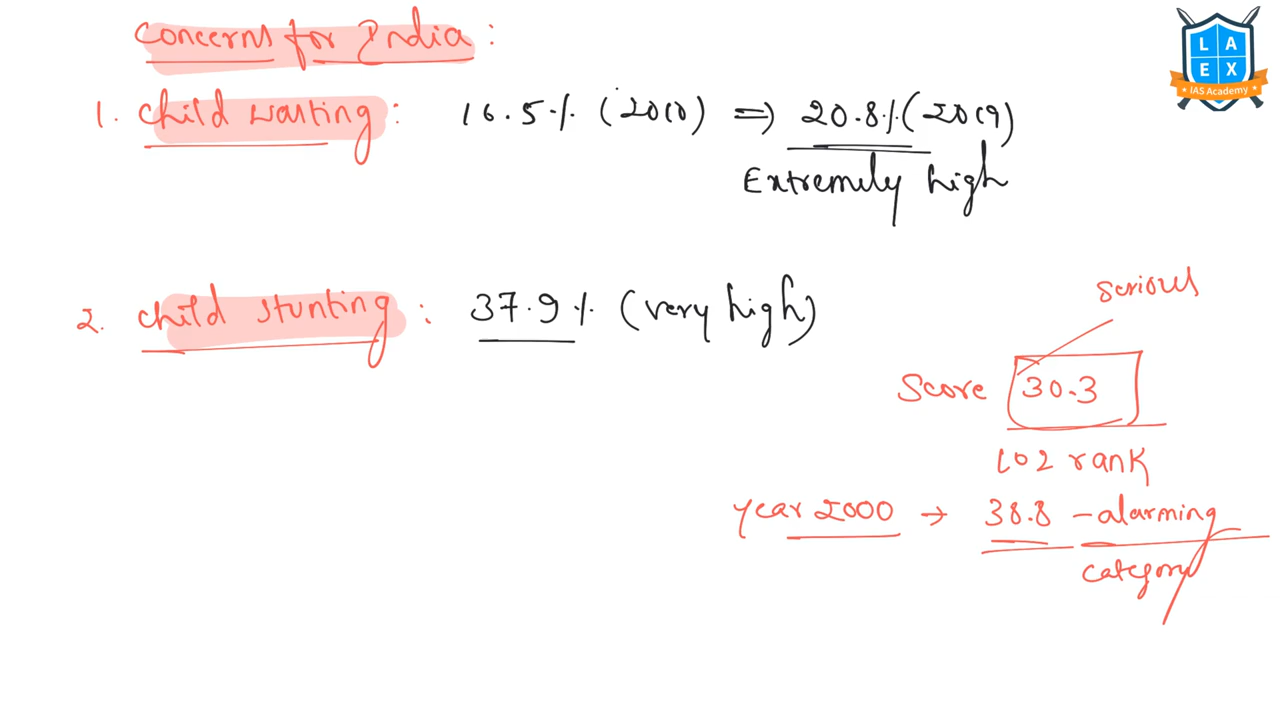 Concerns for India :
1. child wasting : 16.5% (2010) ⇒ 20.8% (2019)
Extremely high
2. child stunting : 37.9% (very high)
serious
Score 30.3
102 rank
year 2000 → 38.8 - alarming
category
L A
E X
IAS Academy